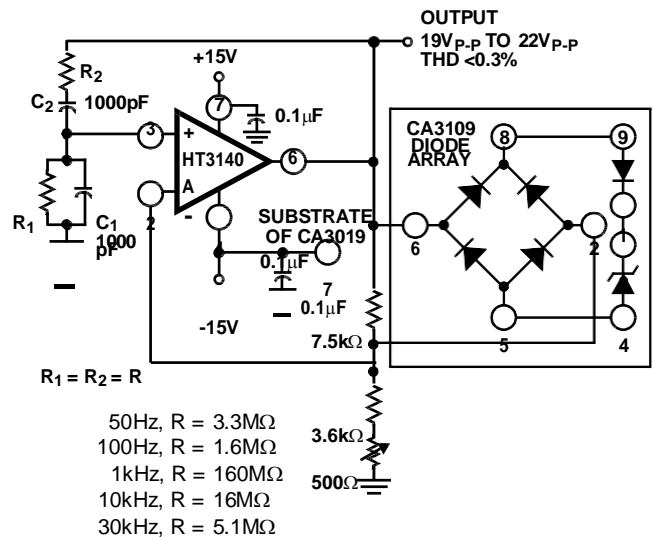 OUTPUT
19VP-P TO 22VP-P
THD <0.3%
+15V
R2
C2 1000pF
7
0.1μF
3
+
HT3140
6
A
2
-
R1
C1
1000
pF
SUBSTRATE
OF CA3019
0.1μF
7
0.1μF
-15V
CA3109
DIODE
ARRAY
8
9
6
2
5
4
7.5kΩ
3.6kΩ
500Ω
R1 = R2 = R
50Hz, R = 3.3MΩ
100Hz, R = 1.6MΩ
1kHz, R = 160MΩ
10kHz, R = 16MΩ
30kHz, R = 5.1MΩ